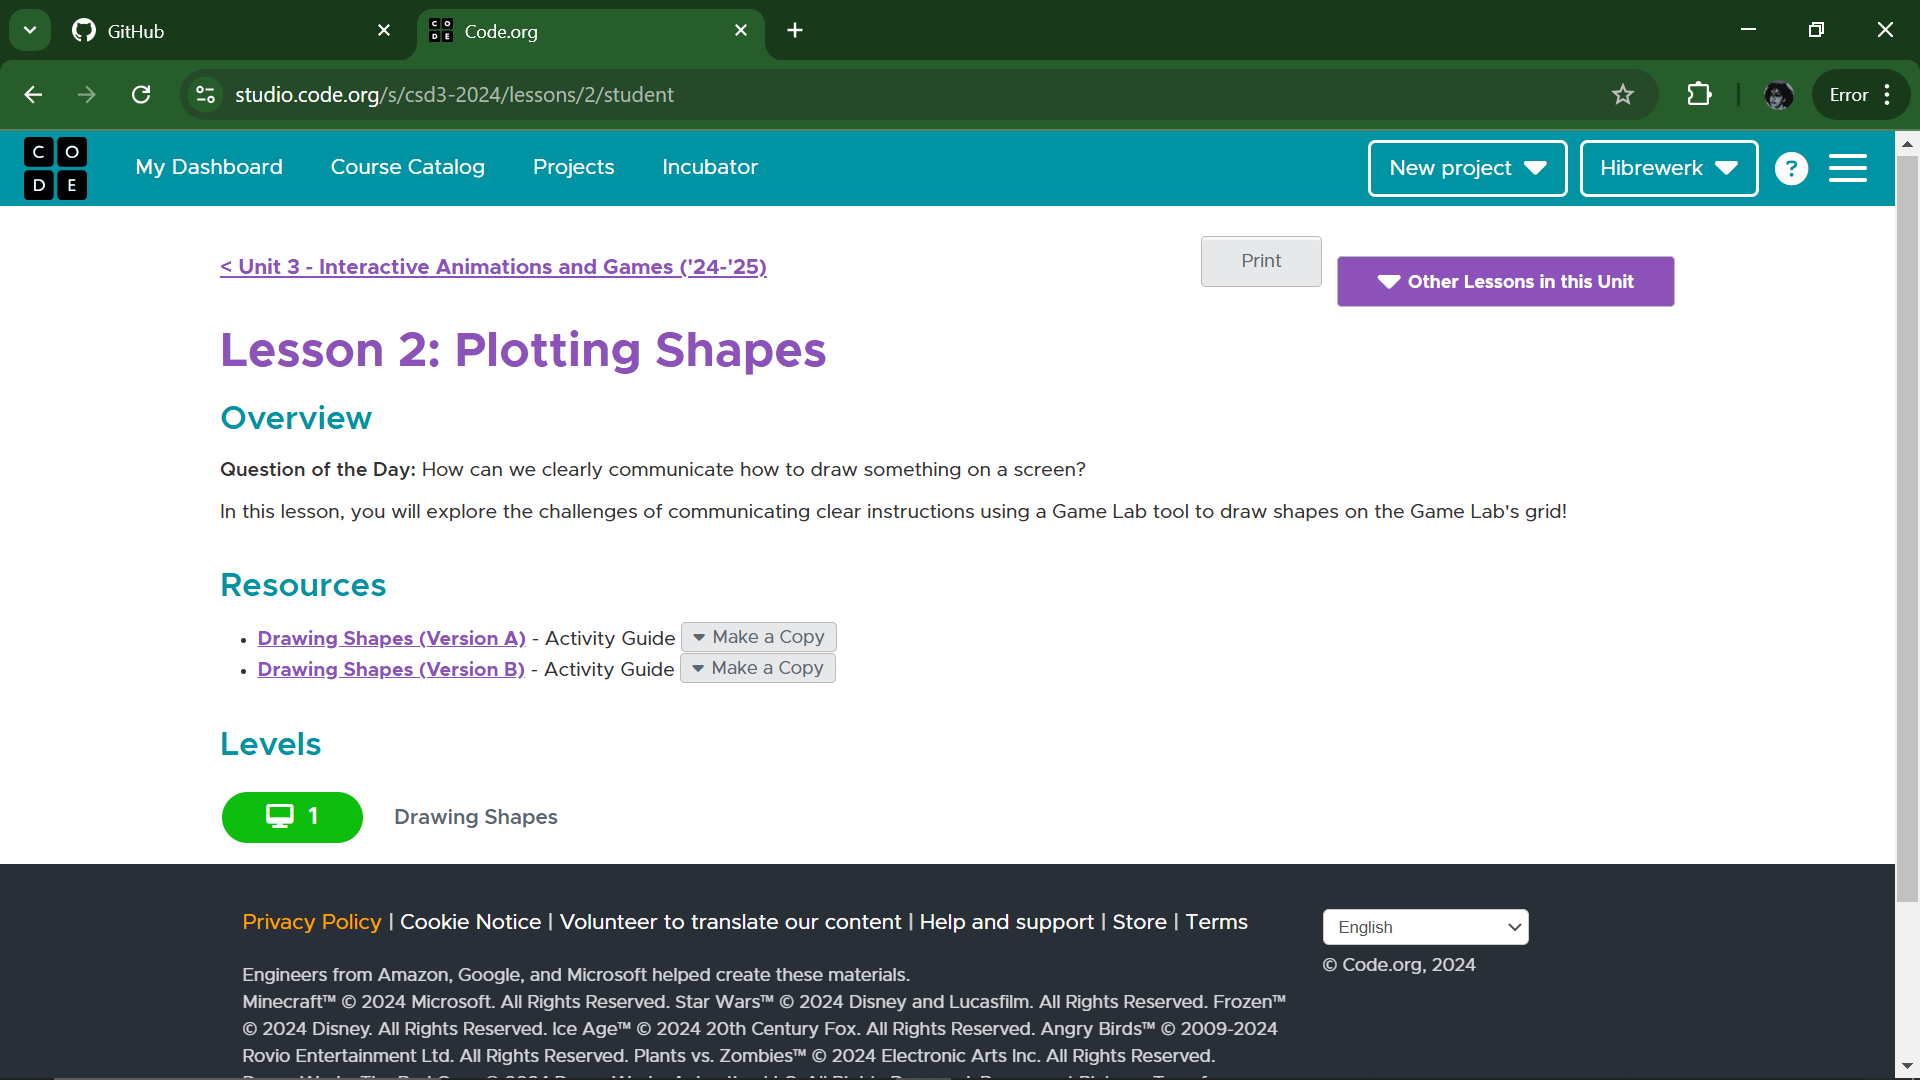 GitHub
CODE
Code.org
studio.code.org/s/csd3-2024/lessons/2/student
Error
C O
D E
My Dashboard
Course Catalog
Projects
Incubator
New project
Hibrewerk
?
< Unit 3 - Interactive Animations and Games ('24-'25)
Print
Other Lessons in this Unit
Lesson 2: Plotting Shapes
Overview
Question of the Day: How can we clearly communicate how to draw something on a screen?
In this lesson, you will explore the challenges of communicating clear instructions using a Game Lab tool to draw shapes on the Game Lab's grid!
Resources
• Drawing Shapes (Version A) - Activity Guide Make a Copy
• Drawing Shapes (Version B) - Activity Guide Make a Copy
Levels
1 Drawing Shapes
Privacy Policy | Cookie Notice | Volunteer to translate our content | Help and support | Store | Terms
English
© Code.org, 2024
Engineers from Amazon, Google, and Microsoft helped create these materials.
Minecraft™ © 2024 Microsoft. All Rights Reserved. Star Wars™ © 2024 Disney and Lucasfilm. All Rights Reserved. Frozen™
© 2024 Disney. All Rights Reserved. Ice Age™ © 2024 20th Century Fox. All Rights Reserved. Angry Birds™ © 2009-2024
Rovio Entertainment Ltd. All Rights Reserved. Plants vs. Zombies™ © 2024 Electronic Arts Inc. All Rights Reserved.